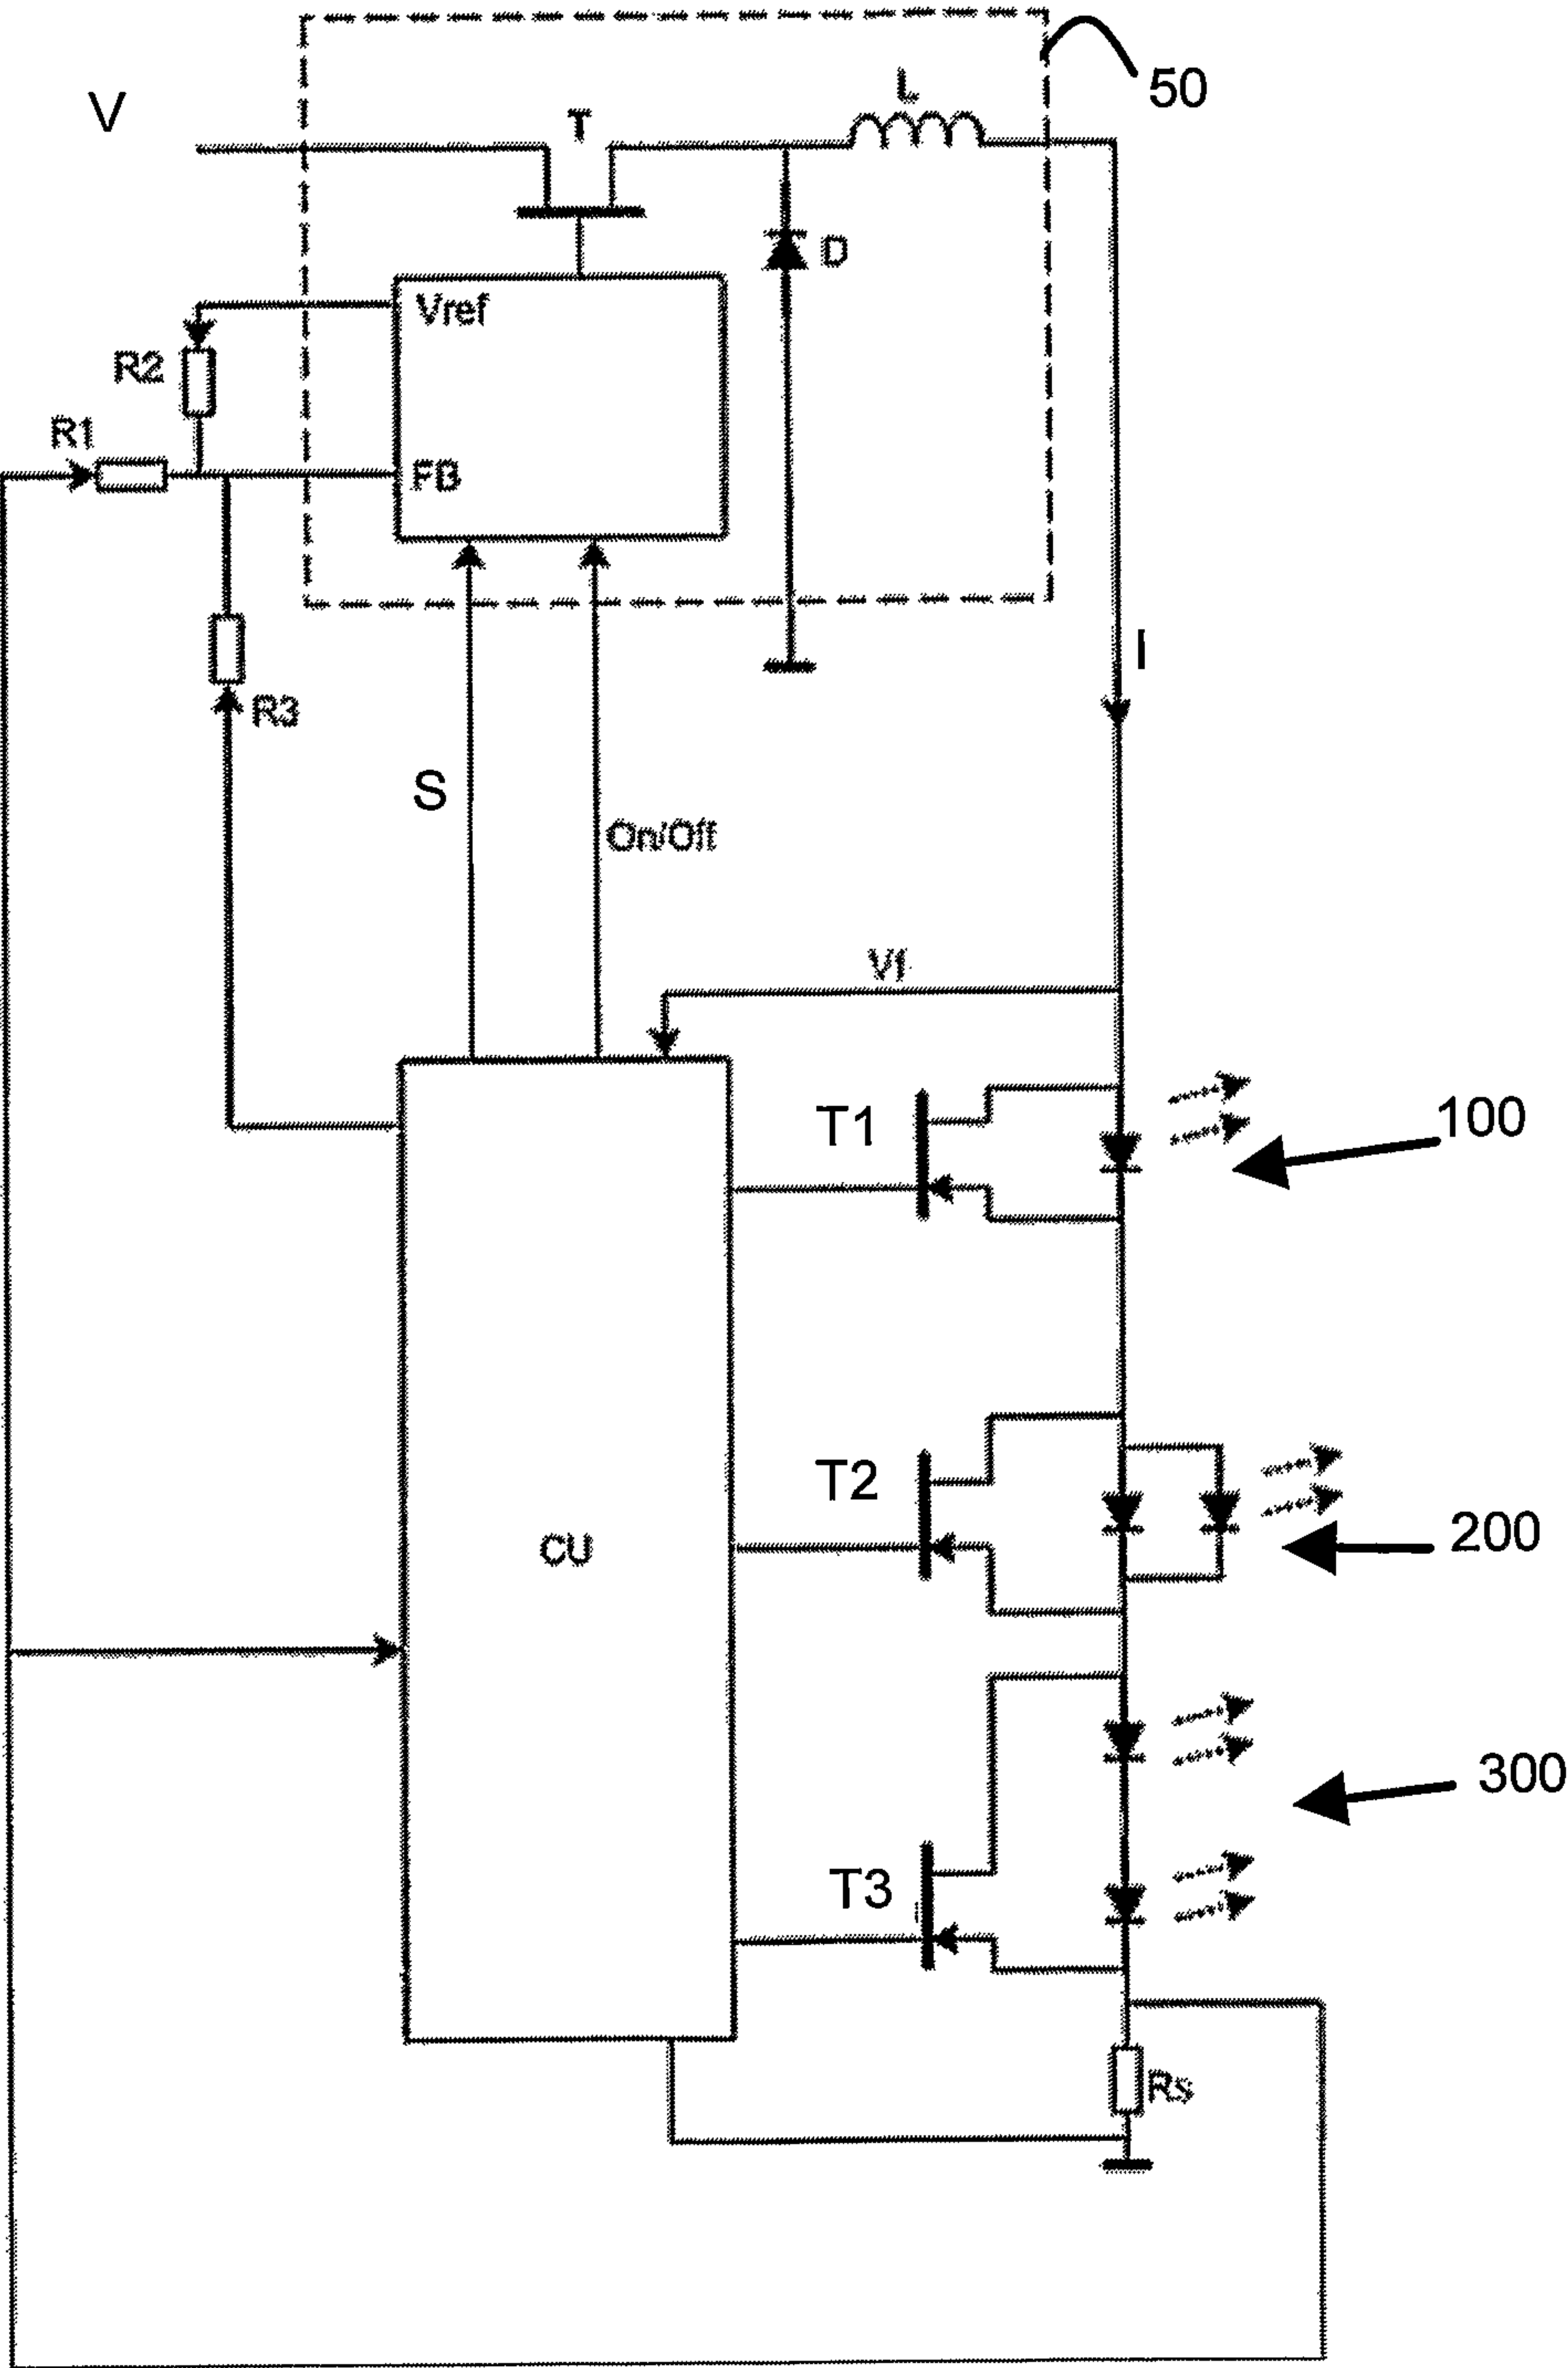 50
L
V
T
D
Vref
R2
R1
FB
I
R3
S
On/Off
Vf
100
T1
T2
200
CU
300
T3
Rs